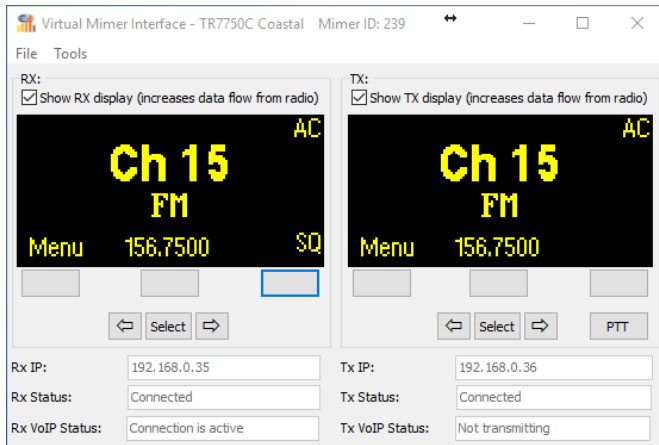 Virtual Mimer Interface - TR7750C Coastal Mimer ID: 239
File Tools
RX:
Show RX display (increases data flow from radio)
AC
Ch 15
FM
Menu 156.7500 SQ
Select
Rx IP: 192.168.0.35
Rx Status: Connected
Rx VoIP Status: Connection is active
TX:
Show TX display (increases data flow from radio)
AC
Ch 15
FM
Menu 156.7500
Select PTT
Tx IP: 192.168.0.36
Tx Status: Connected
Tx VoIP Status: Not transmitting